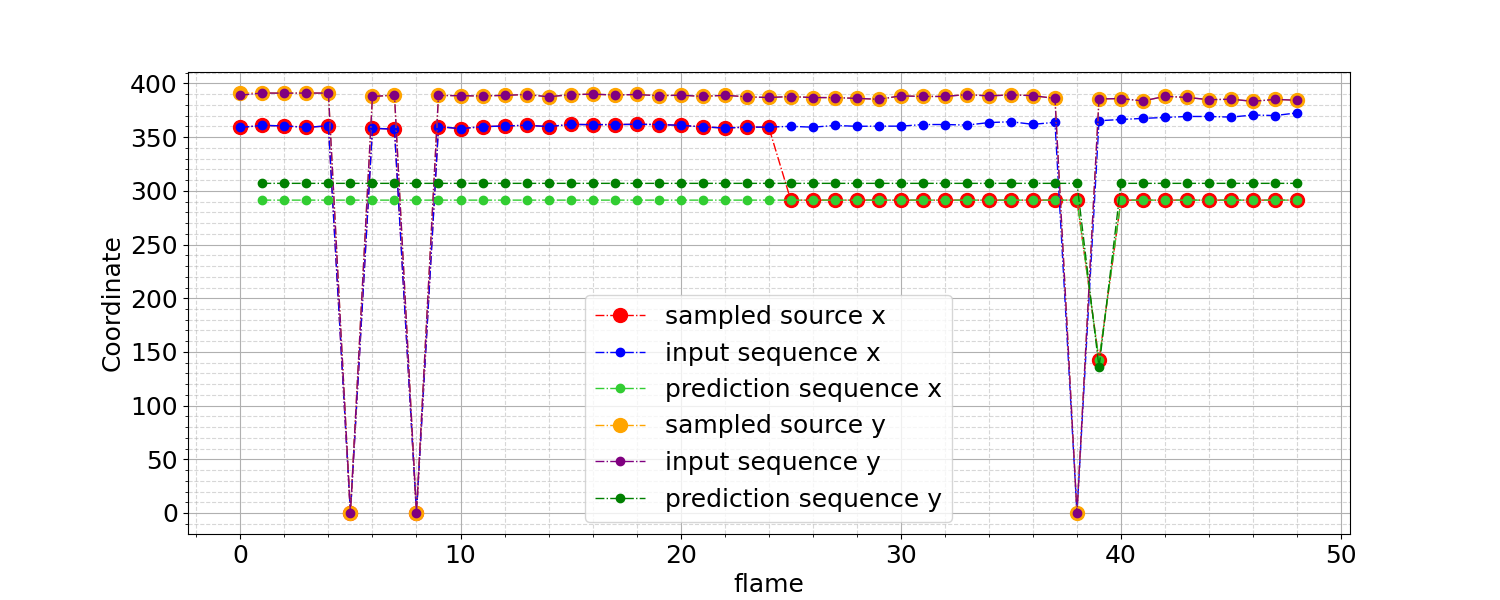 400
350
300
250
200
150
100
50
0
Coordinate
sampled source x
input sequence x
prediction sequence x
sampled source y
input sequence y
prediction sequence y
0 10 20 30 40 50
flame